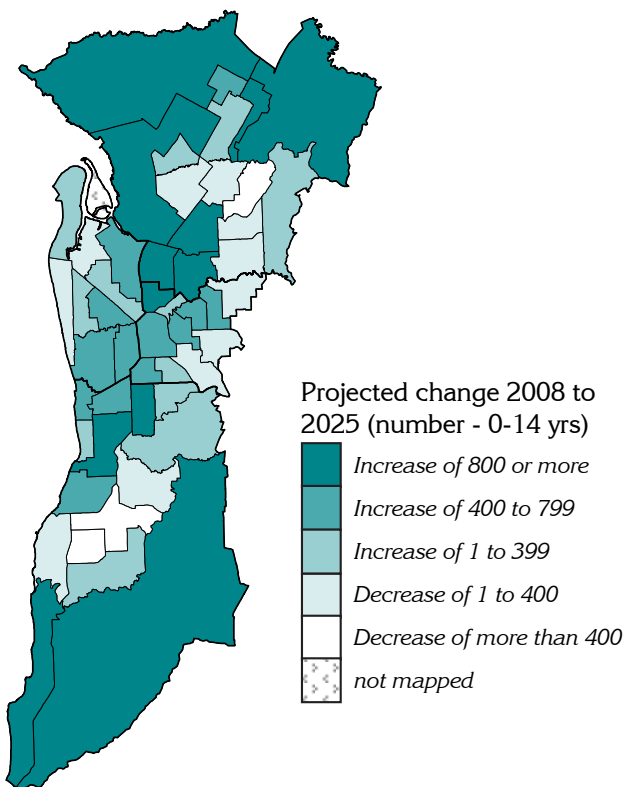 Projected change 2008 to
2025 (number - 0-14 yrs)
Increase of 800 or more
Increase of 400 to 799
Increase of 1 to 399
Decrease of 1 to 400
Decrease of more than 400
not mapped